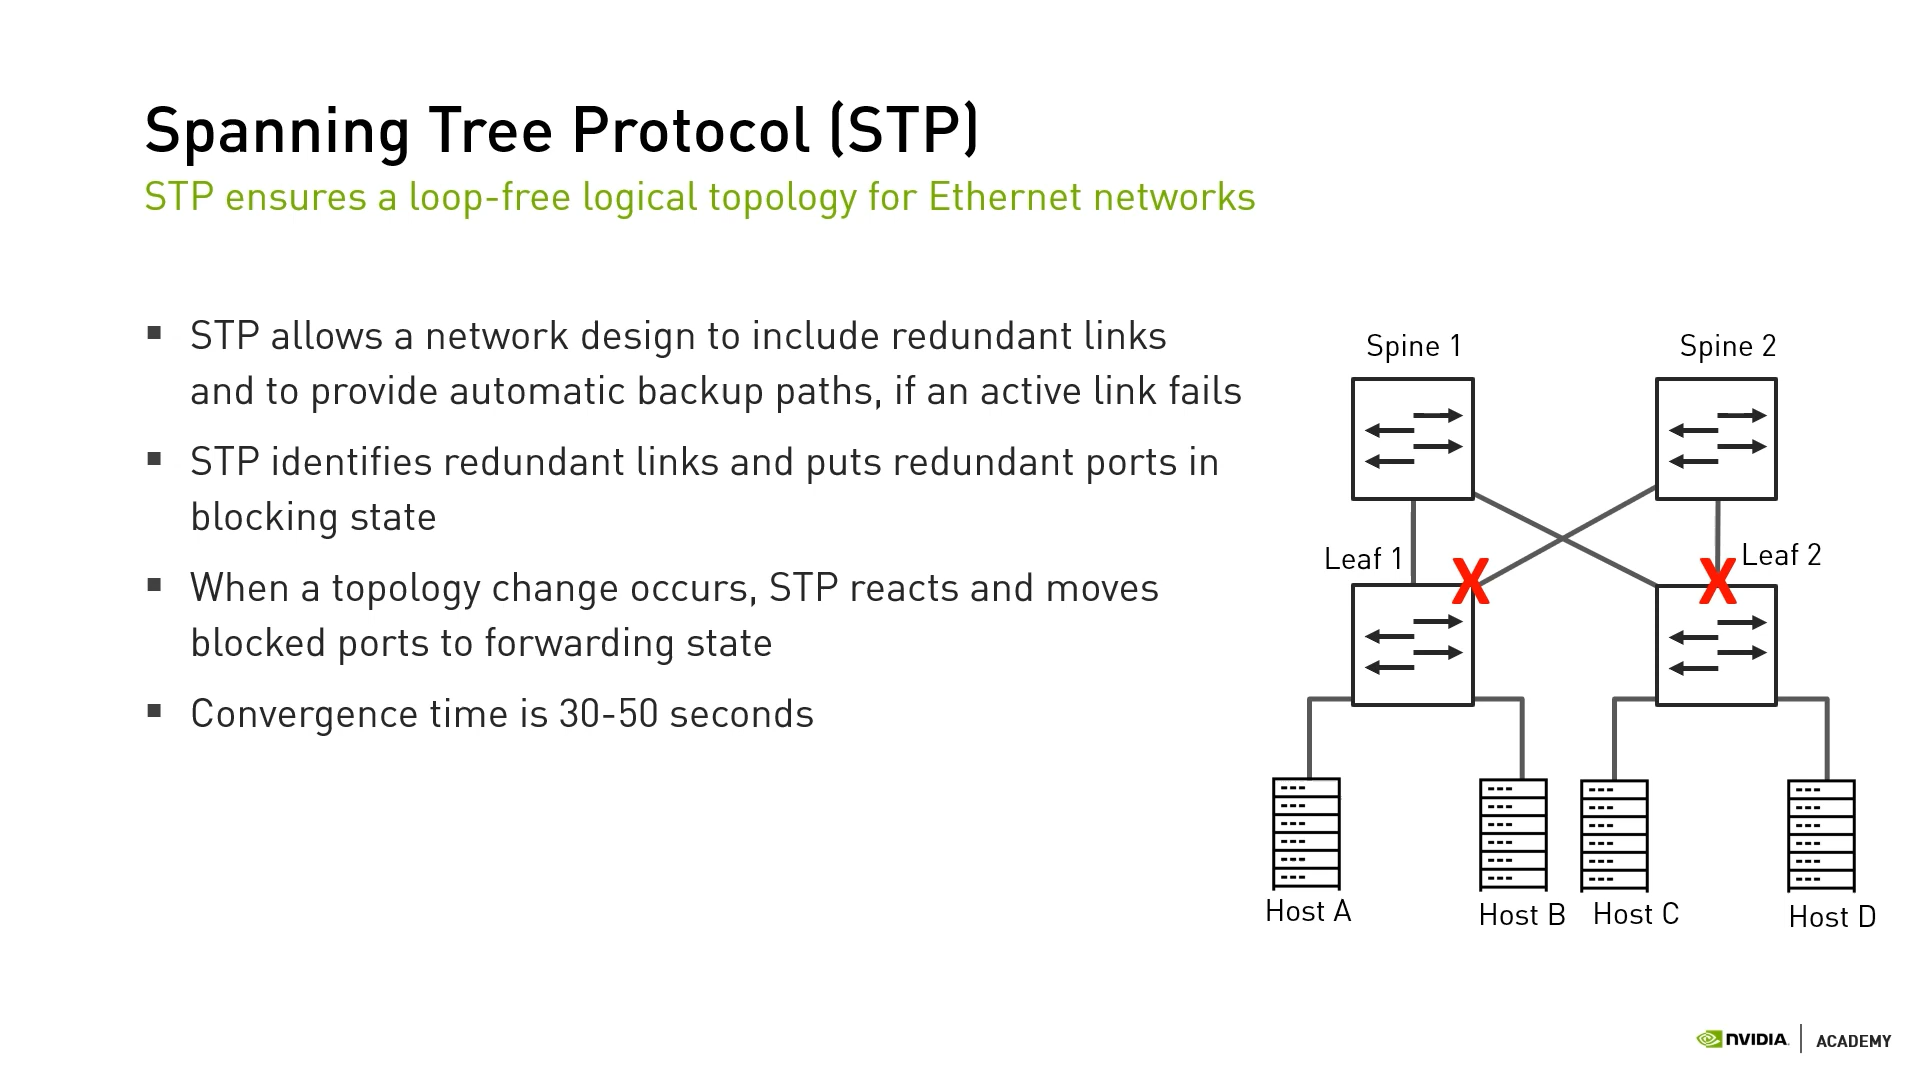 Spanning Tree Protocol (STP)
STP ensures a loop-free logical topology for Ethernet networks
▪ STP allows a network design to include redundant links
and to provide automatic backup paths, if an active link fails
▪ STP identifies redundant links and puts redundant ports in
blocking state
▪ When a topology change occurs, STP reacts and moves
blocked ports to forwarding state
▪ Convergence time is 30-50 seconds
Spine 1
Spine 2
Leaf 1
X
X
Leaf 2
Host A
Host B
Host C
Host D
NVIDIA
ACADEMY